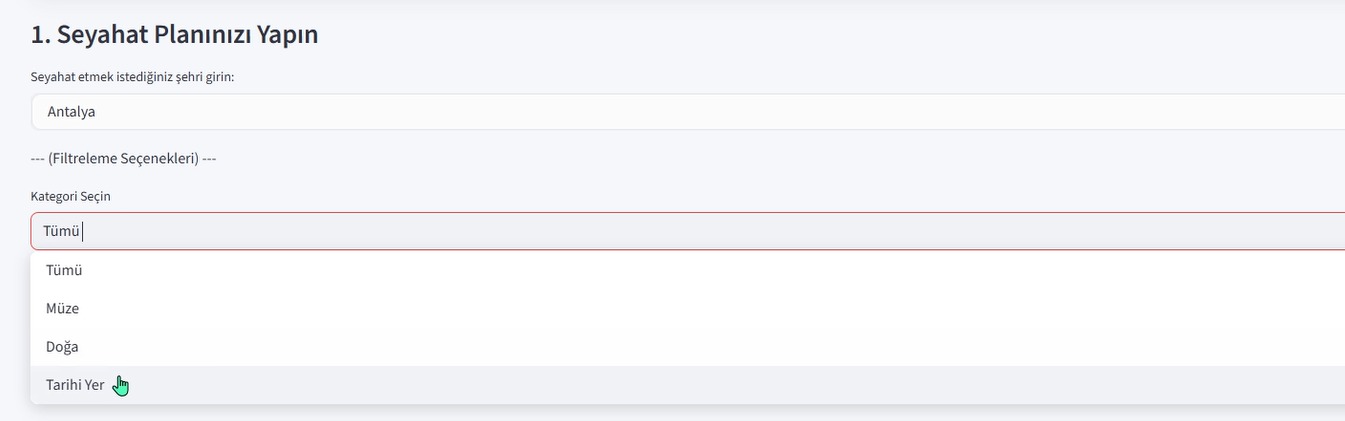 1. Seyahat Planınızı Yapın
Seyahat etmek istediğiniz şehri girin:
Antalya
--- (Filtreleme Seçenekleri) ---
Kategori Seçin
Tümü
Tümü
Müze
Doğa
Tarihi Yer